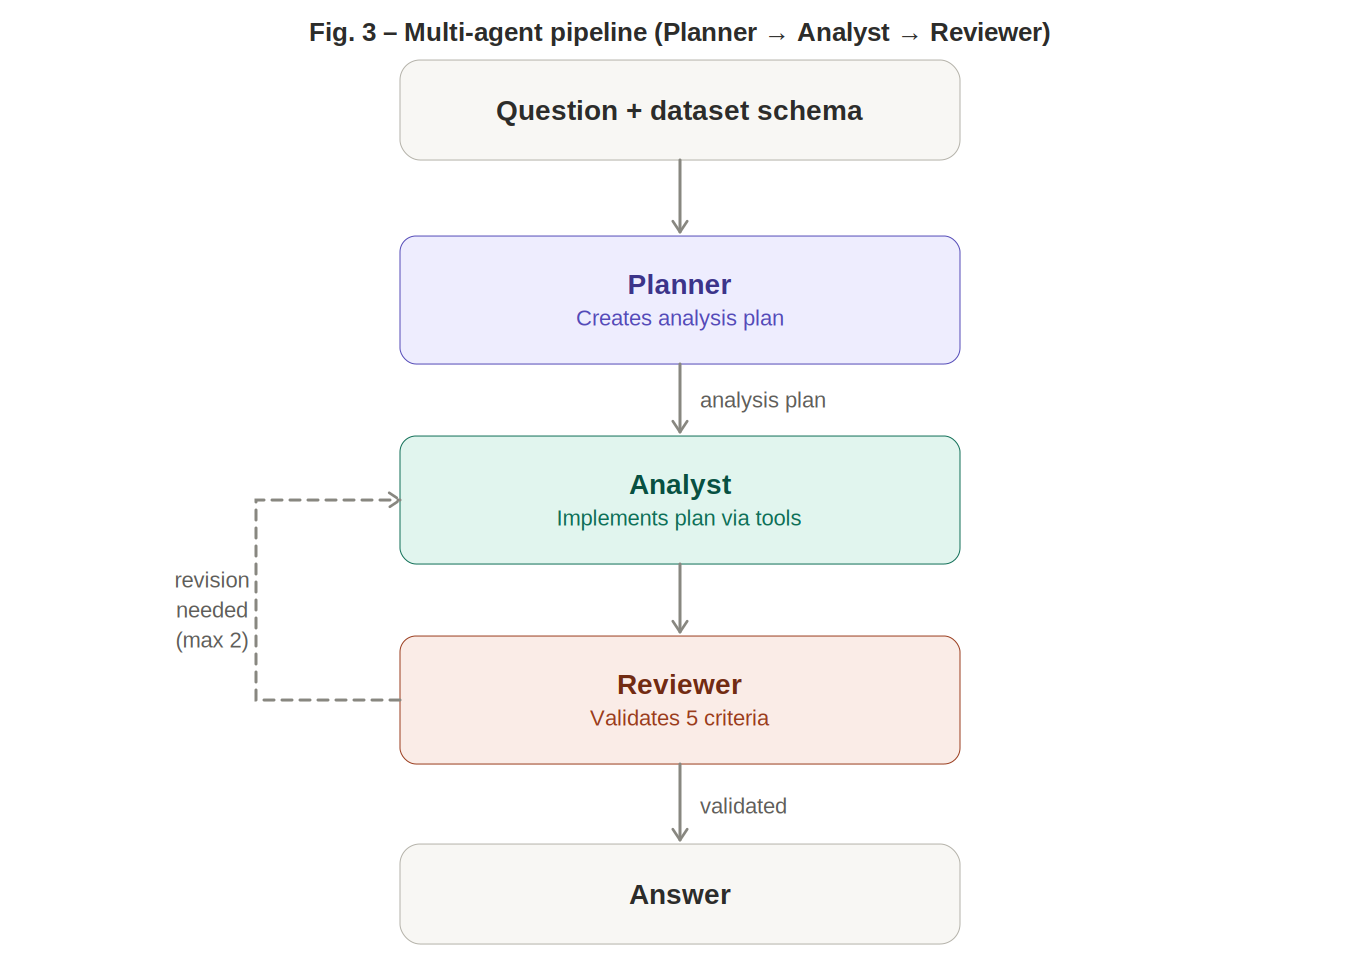 Fig. 3 – Multi-agent pipeline (Planner → Analyst → Reviewer)
Question + dataset schema
Planner
Creates analysis plan
analysis plan
Analyst
Implements plan via tools
revision
needed
(max 2)
Reviewer
Validates 5 criteria
validated
Answer